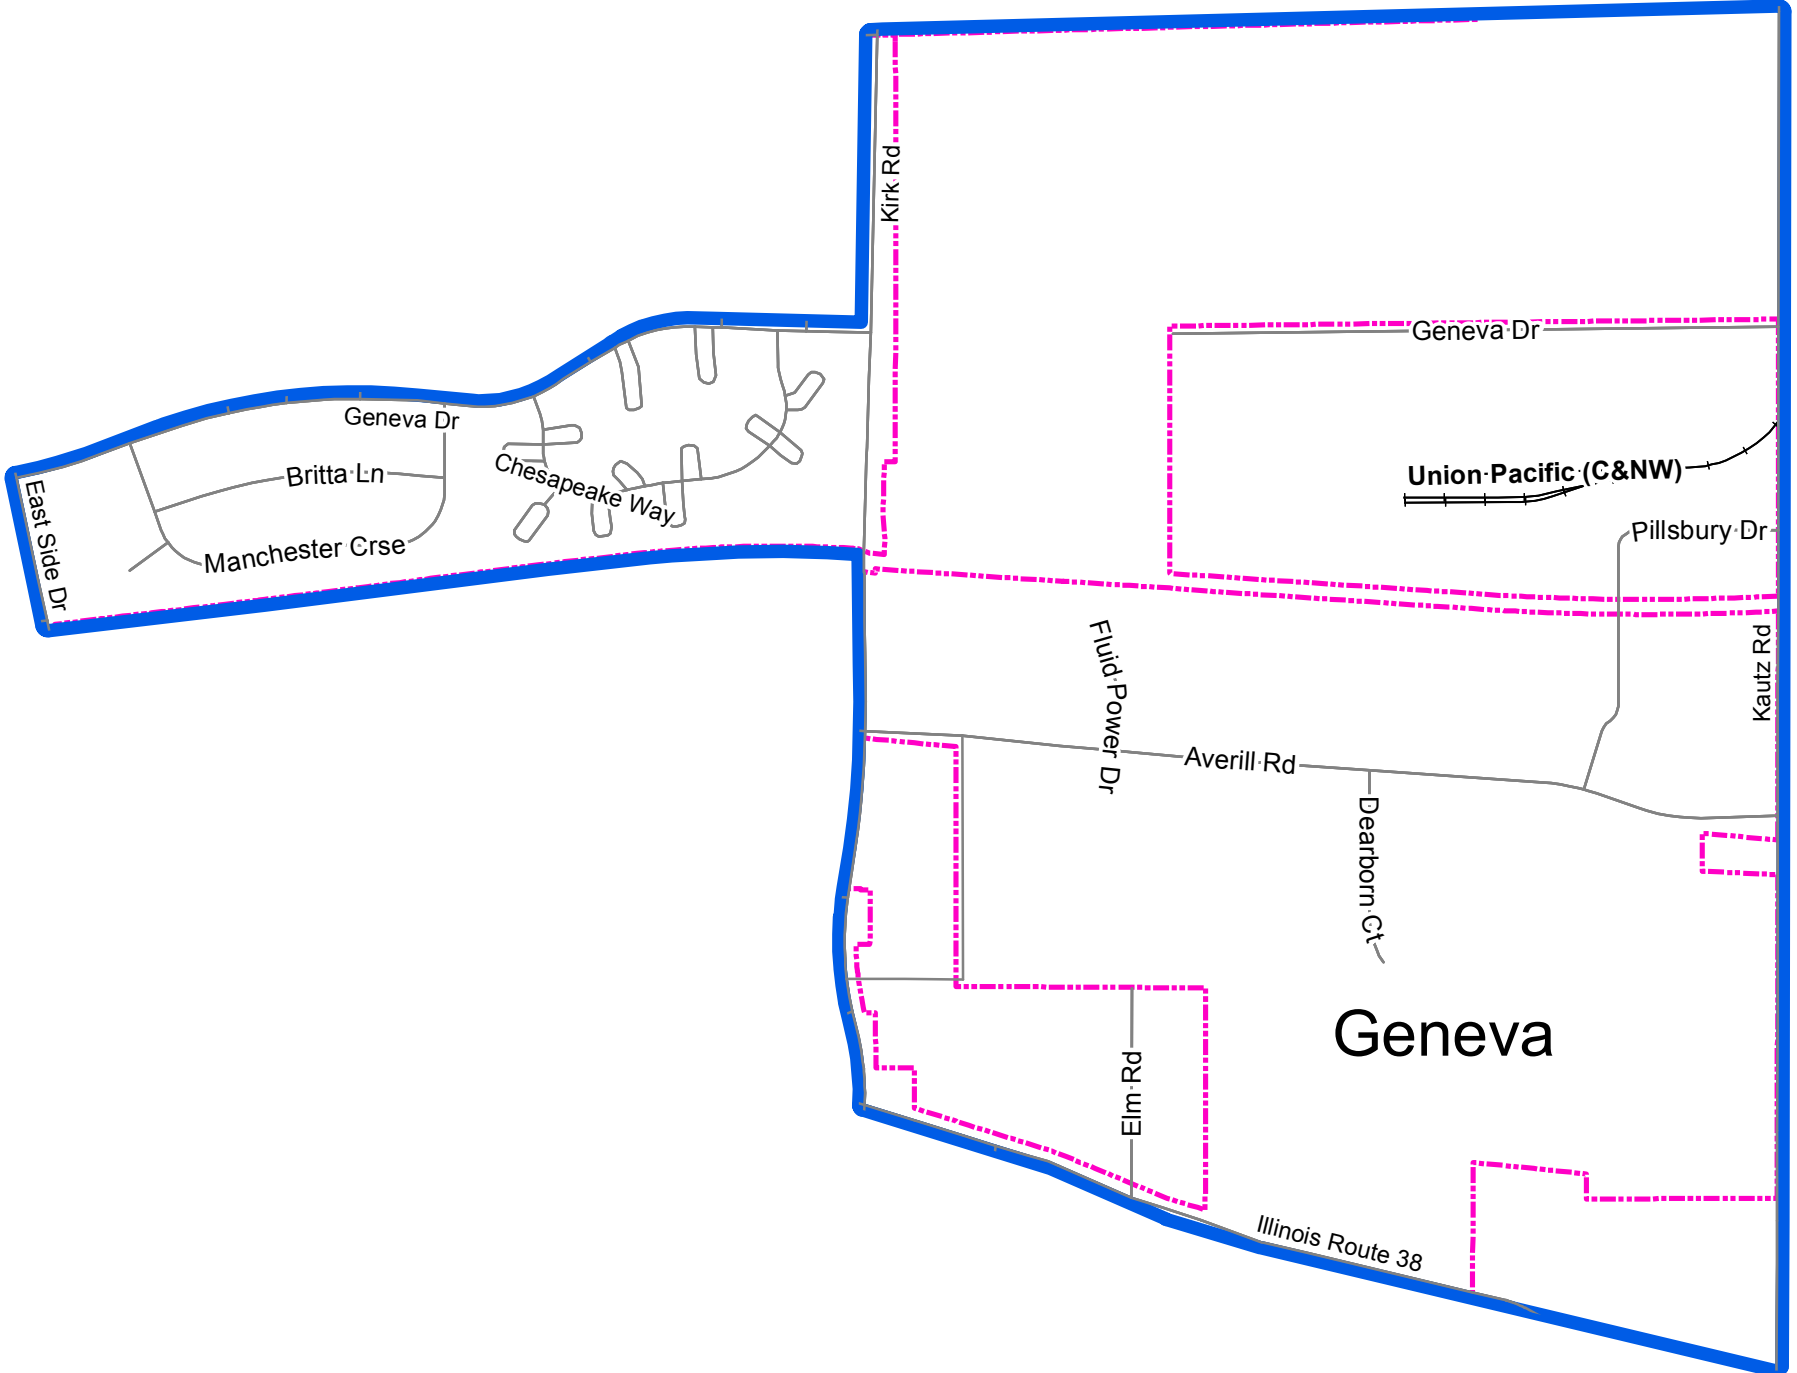 Kirk Rd
Geneva Dr
Geneva Dr
Britta Ln
Chesapeake Way
Union Pacific (C&NW)
East Side Dr
Manchester Crse
Pillsbury Dr
Fluid Power Dr
Kautz Rd
Averill Rd
Dearborn Ct
Geneva
Elm Rd
Illinois Route 38